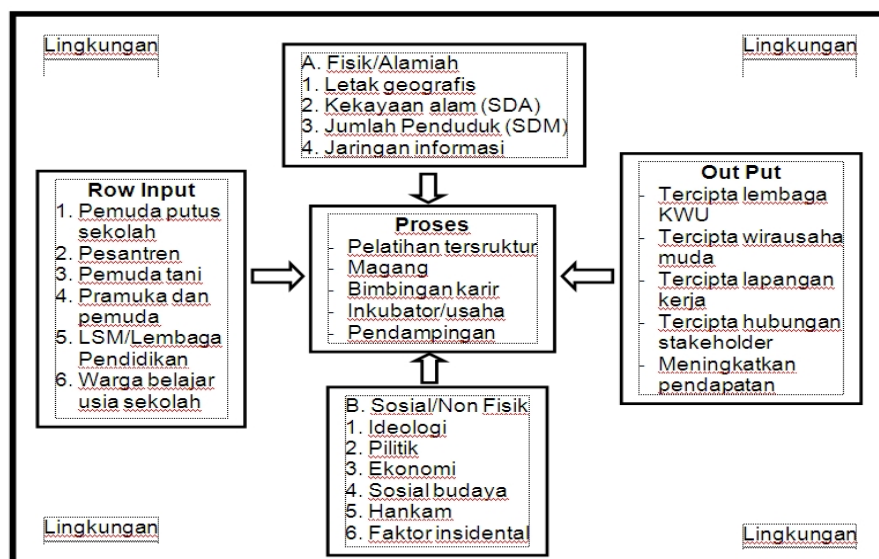 Lingkungan
Lingkungan
A. Fisik/Alamiah
1. Letak geografis
2. Kekayaan alam (SDA)
3. Jumlah Penduduk (SDM)
4. Jaringan informasi
Row Input
1. Pemuda putus
sekolah
2. Pesantren
3. Pemuda tani
4. Pramuka dan
pemuda
5. LSM/Lembaga
Pendidikan
6. Warga belajar
usia sekolah
Proses
- Pelatihan tersruktur
- Magang
- Bimbingan karir
- Inkubator/usaha
- Pendampingan
Out Put
- Tercipta lembaga
KWU
- Tercipta wirausaha
muda
- Tercipta lapangan
kerja
- Tercipta hubungan
stakeholder
- Meningkatkan
pendapatan
B. Sosial/Non Fisik
1. Ideologi
2. Pilitik
3. Ekonomi
4. Sosial budaya
5. Hankam
6. Faktor insidental
Lingkungan
Lingkungan